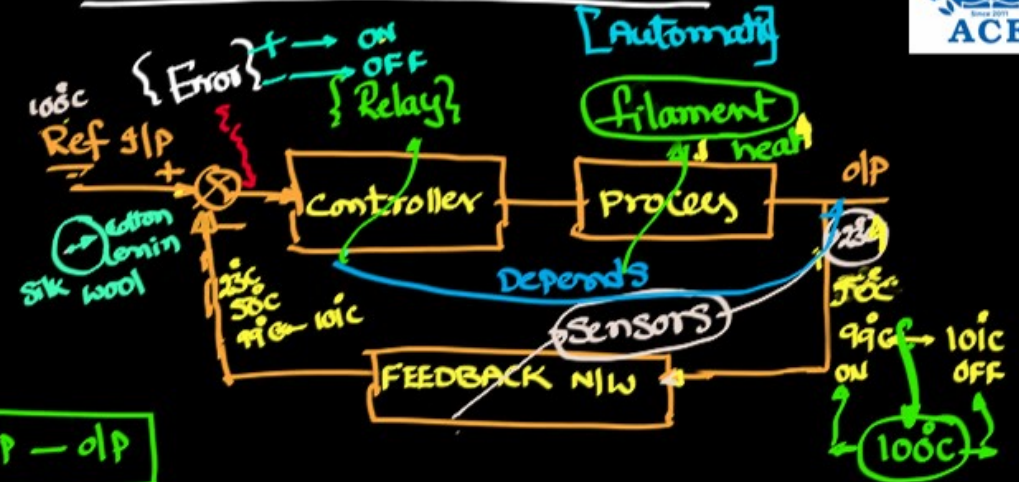 Since 2011
ACE
[Automatic]
{Error} + → ON
- → OFF
{Relay}
100°C
Ref I/P
+
filament
heat
O/P
Controller
Process
cotton
Silk wool
-
23°C
50°C
99°C - 101°C
Depends
Sensors
23°C
50°C
99°C → 101°C
ON OFF
FEEDBACK N/W
100°C
P - O/P